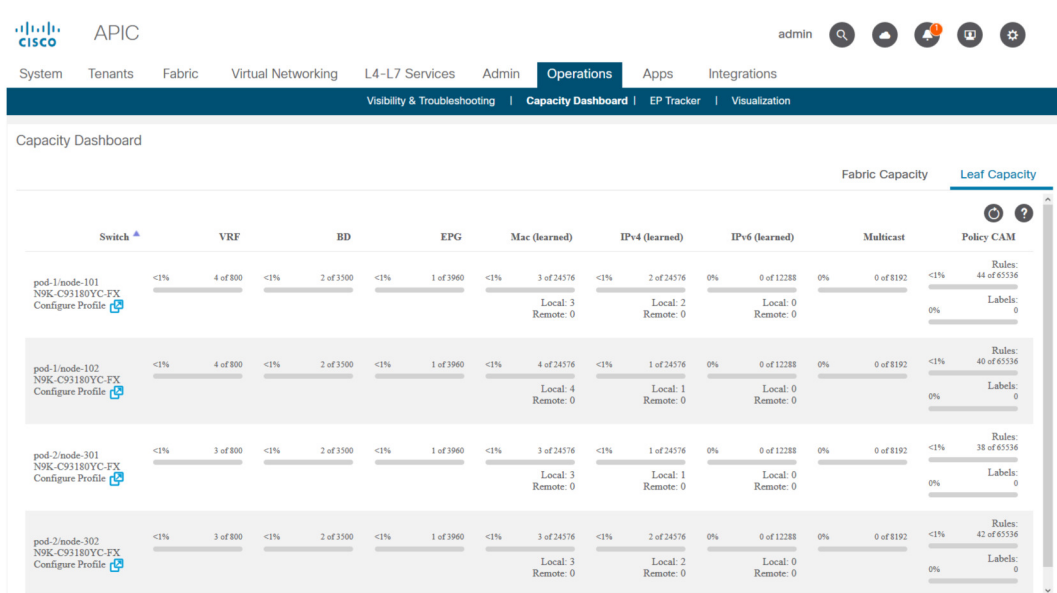 CISCO APIC admin 1
System Tenants Fabric Virtual Networking L4-L7 Services Admin Operations Apps Integrations
Visibility & Troubleshooting | Capacity Dashboard | EP Tracker | Visualization
Capacity Dashboard
Fabric Capacity Leaf Capacity
?
Switch VRF BD EPG Mac (learned) IPv4 (learned) IPv6 (learned) Multicast Policy CAM
Rules:
<1% 4 of 800 <1% 2 of 3500 <1% 1 of 3960 <1% 3 of 24576 <1% 2 of 24576 0% 0 of 12288 0% 0 of 8192 <1% 44 of 65536
pod-1/node-101
N9K-C93180YC-FX
Configure Profile
Local: 3 Local: 2 Local: 0 Labels:
Remote: 0 Remote: 0 Remote: 0 0% 0
Rules:
<1% 4 of 800 <1% 2 of 3500 <1% 1 of 3960 <1% 4 of 24576 <1% 1 of 24576 0% 0 of 12288 0% 0 of 8192 <1% 40 of 65536
pod-1/node-102
N9K-C93180YC-FX
Configure Profile
Local: 4 Local: 1 Local: 0 Labels:
Remote: 0 Remote: 0 Remote: 0 0% 0
Rules:
<1% 3 of 800 <1% 2 of 3500 <1% 1 of 3960 <1% 3 of 24576 <1% 1 of 24576 0% 0 of 12288 0% 0 of 8192 <1% 38 of 65536
pod-2/node-301
N9K-C93180YC-FX
Configure Profile
Local: 3 Local: 1 Local: 0 Labels:
Remote: 0 Remote: 0 Remote: 0 0% 0
Rules:
<1% 3 of 800 <1% 2 of 3500 <1% 1 of 3960 <1% 3 of 24576 <1% 2 of 24576 0% 0 of 12288 0% 0 of 8192 <1% 42 of 65536
pod-2/node-302
N9K-C93180YC-FX
Configure Profile
Local: 3 Local: 2 Local: 0 Labels:
Remote: 0 Remote: 0 Remote: 0 0% 0